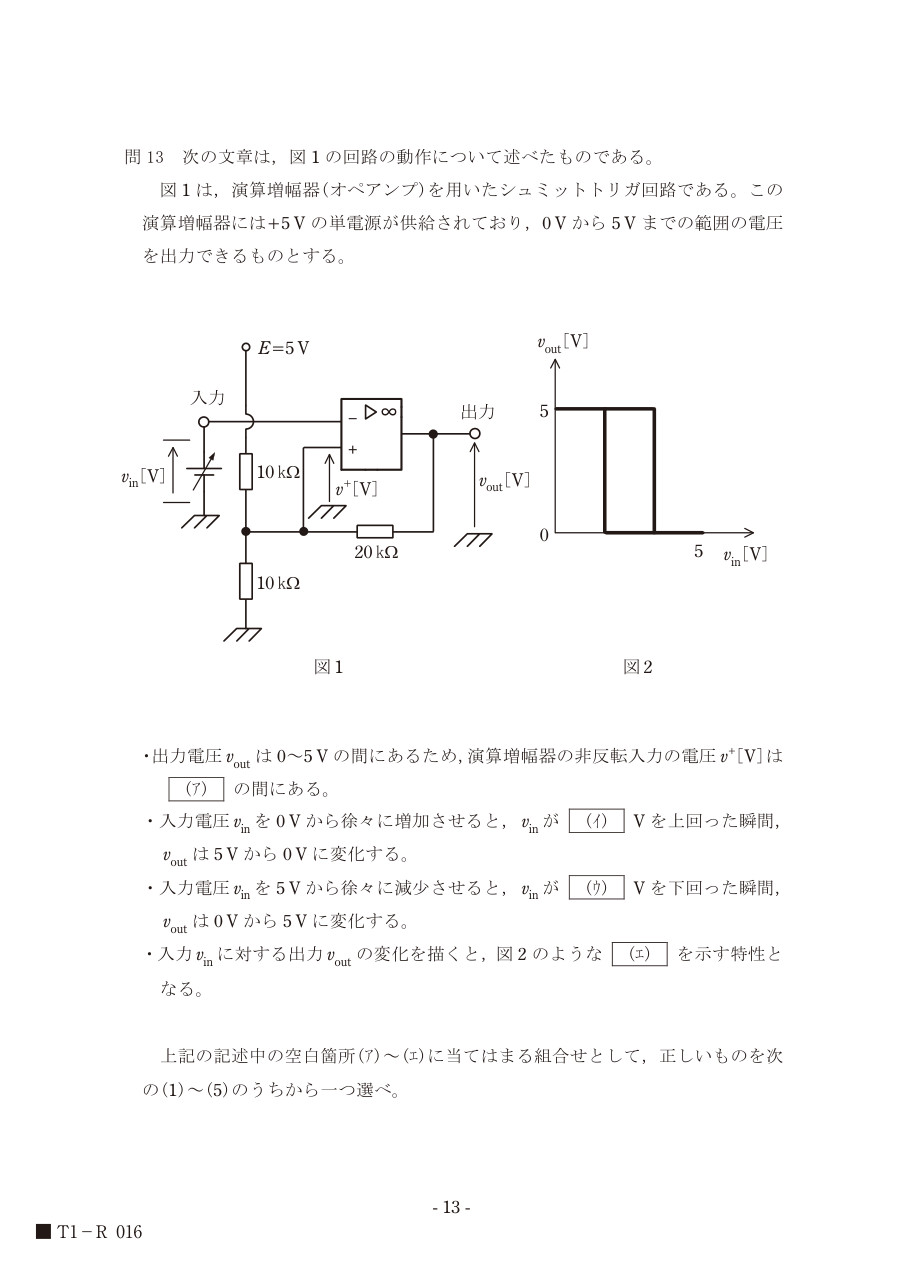 問 13　次の文章は，図 1 の回路の動作について述べたものである。
図 1 は，演算増幅器(オペアンプ)を用いたシュミットトリガ回路である。この
演算増幅器には+5 V の単電源が供給されており，0 V から 5 V までの範囲の電圧
を出力できるものとする。
E=5 V
入力
vin[V]
10 kΩ
− ▷ ∞
+
v+[V]
出力
vout[V]
20 kΩ
10 kΩ
図 1
vout[V]
5
0
5
vin[V]
図 2
・出力電圧 vout は 0～5 V の間にあるため，演算増幅器の非反転入力の電圧 v+[V]は
(ア) の間にある。
・入力電圧 vin を 0 V から徐々に増加させると，vin が (イ) V を上回った瞬間，
vout は 5 V から 0 V に変化する。
・入力電圧 vin を 5 V から徐々に減少させると，vin が (ウ) V を下回った瞬間，
vout は 0 V から 5 V に変化する。
・入力 vin に対する出力 vout の変化を描くと，図 2 のような (エ) を示す特性と
なる。
上記の記述中の空白箇所(ア)～(エ)に当てはまる組合せとして，正しいものを次
の(1)～(5)のうちから一つ選べ。
- 13 -
■ T1－R 016